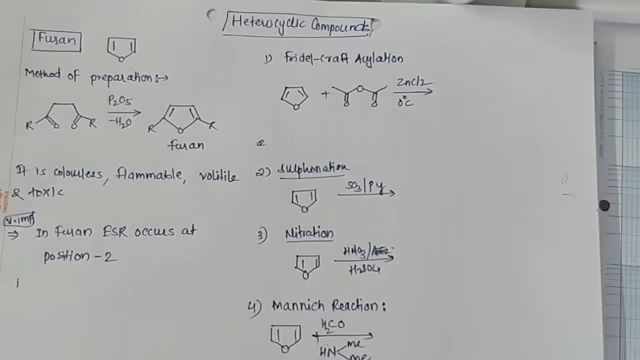 Heterocyclic Compound:
Furan
O
Method of preparation:→
P2O5
-H2O
R O O R
R O R
furan
It is colourless, flammable, volitile
& toxic
V.imp
⇒ In Furan ESR occurs at
position-2
1) Fridel-craft Acylation
O + O O O
ZnCl2
0°C
2) Sulphonation
O
SO3/Py
3) Nitration
O
HNO3/
H2SO4
4) Mannich Reaction:
O +
H2CO
HN me
me